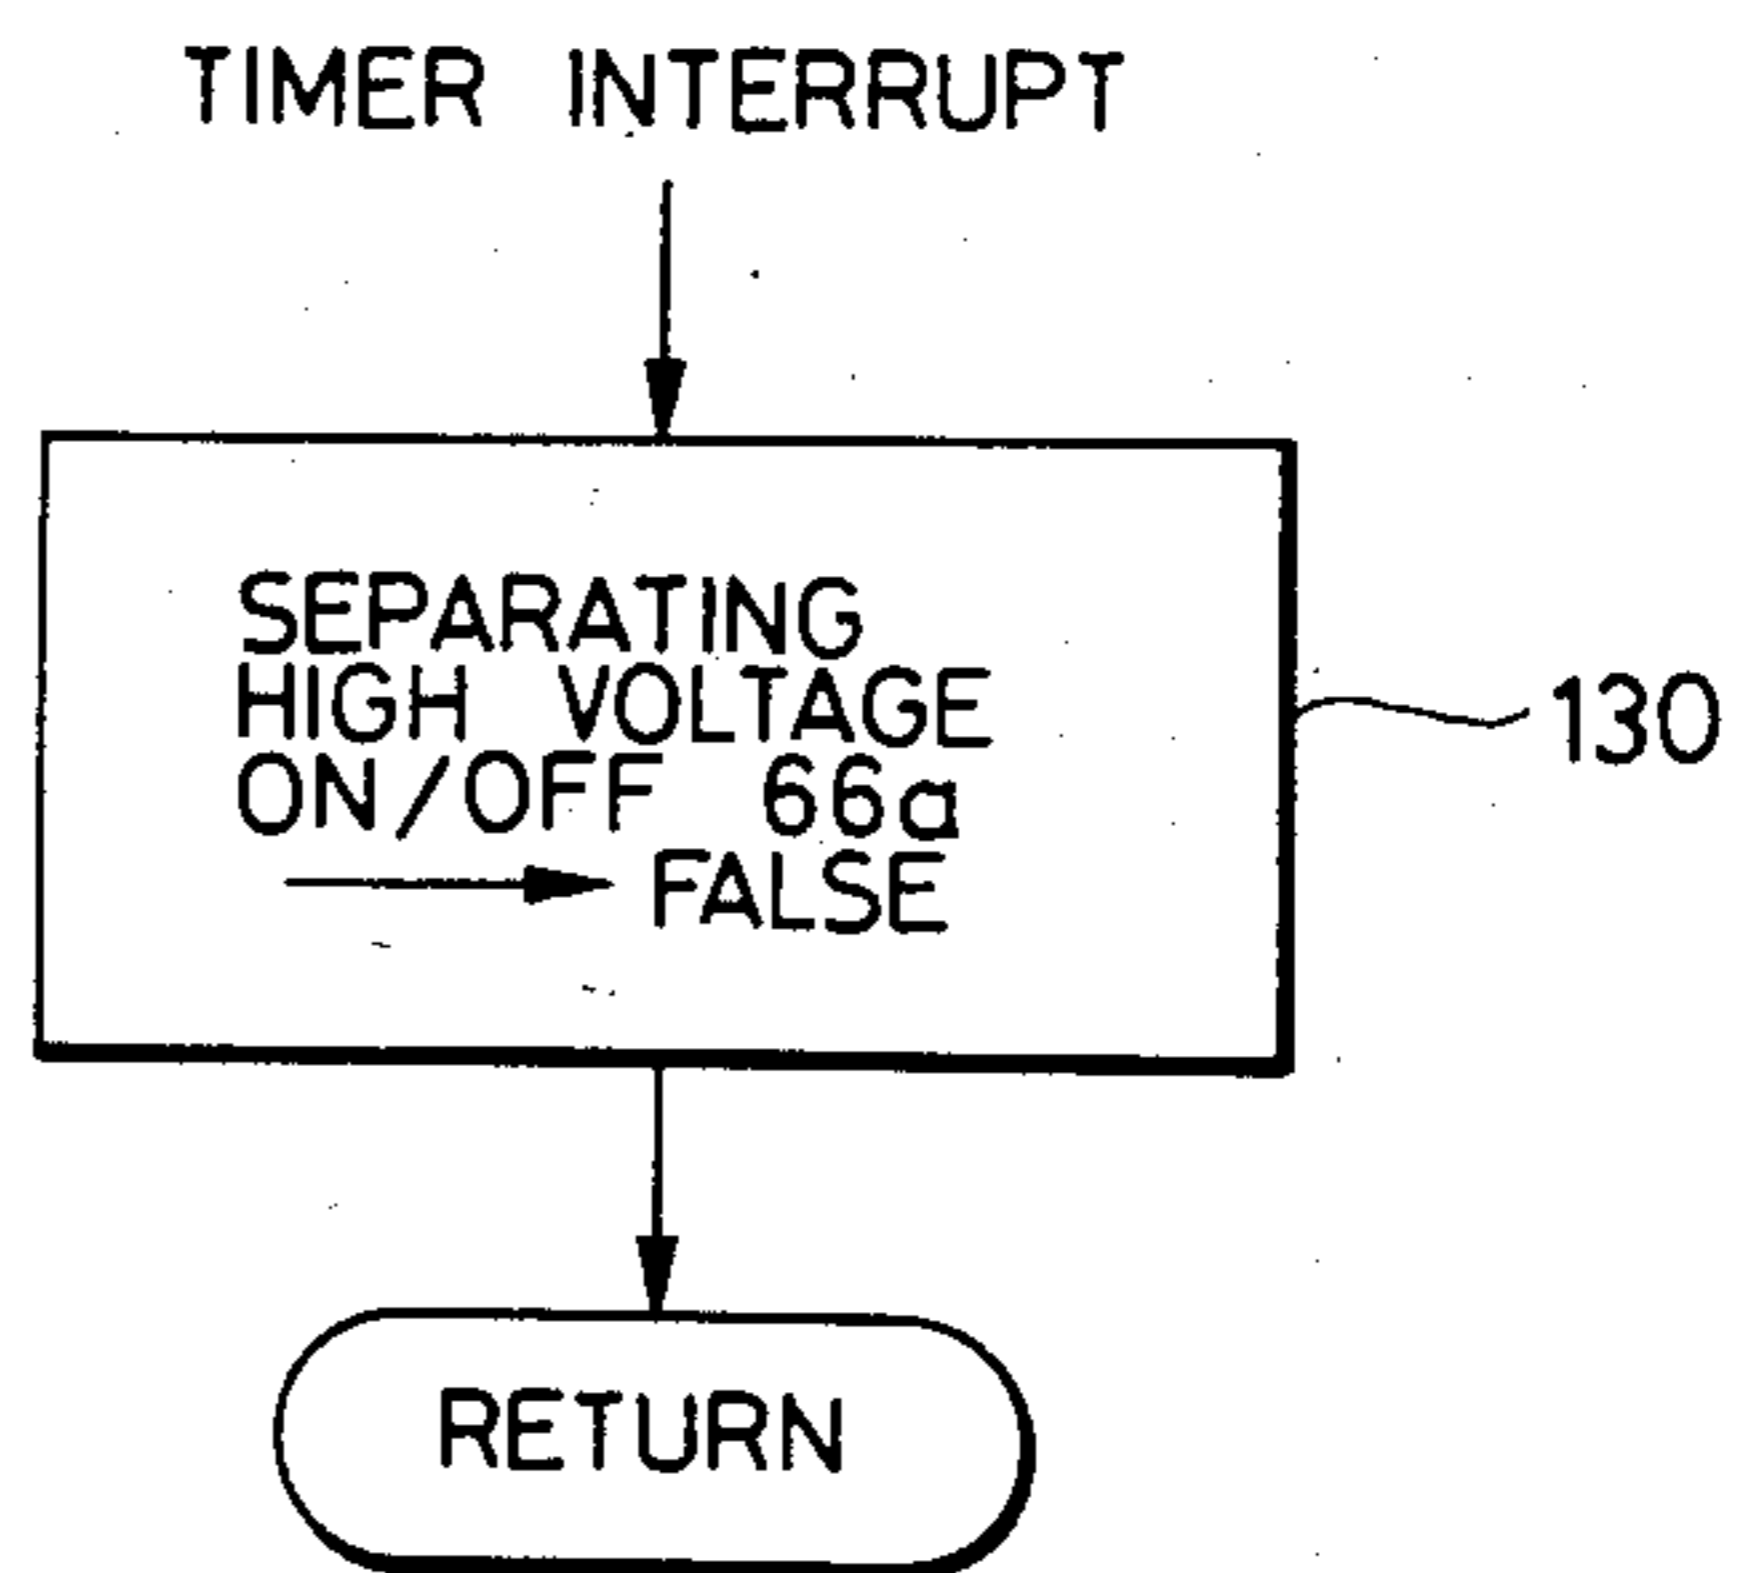 TIMER INTERRUPT
SEPARATING
HIGH VOLTAGE
ON/OFF 66a
FALSE
130
RETURN